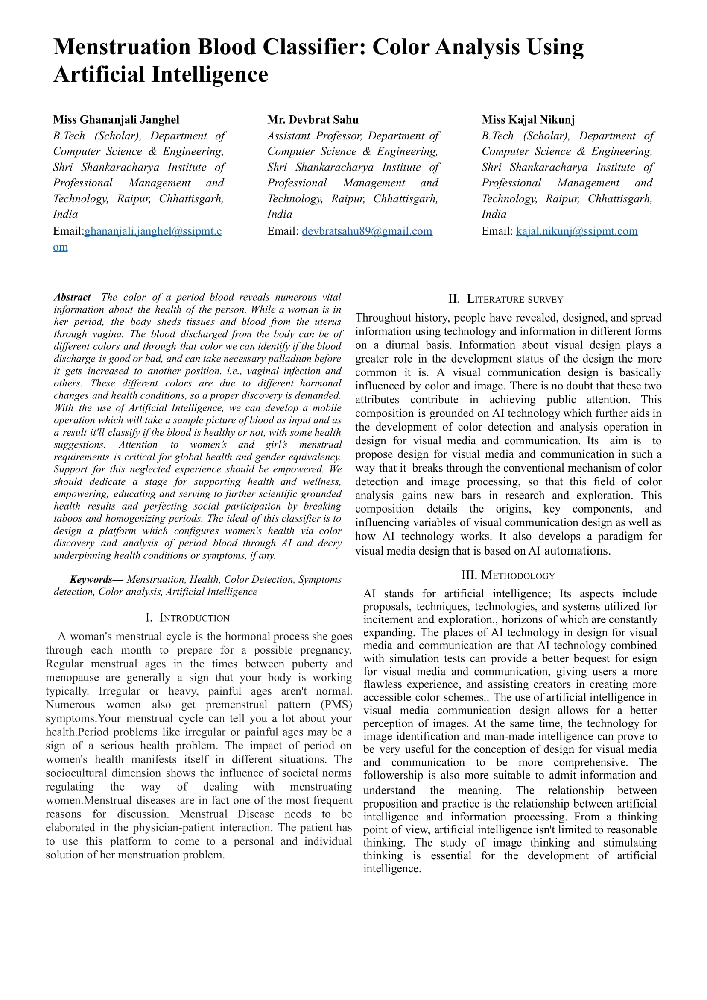 Menstruation Blood Classifier: Color Analysis Using
Artificial Intelligence
Miss Ghananjali Janghel
B.Tech (Scholar), Department of
Computer Science & Engineering,
Shri Shankaracharya Institute of
Professional Management and
Technology, Raipur, Chhattisgarh,
India
Email:ghananjali.janghel@ssipmt.c
om
Mr. Devbrat Sahu
Assistant Professor, Department of
Computer Science & Engineering,
Shri Shankaracharya Institute of
Professional Management and
Technology, Raipur, Chhattisgarh,
India
Email: devbratsahu89@gmail.com
Miss Kajal Nikunj
B.Tech (Scholar), Department of
Computer Science & Engineering,
Shri Shankaracharya Institute of
Professional Management and
Technology, Raipur, Chhattisgarh,
India
Email: kajal.nikunj@ssipmt.com
Abstract—The color of a period blood reveals numerous vital
information about the health of the person. While a woman is in
her period, the body sheds tissues and blood from the uterus
through vagina. The blood discharged from the body can be of
different colors and through that color we can identify if the blood
discharge is good or bad, and can take necessary palladium before
it gets increased to another position. i.e., vaginal infection and
others. These different colors are due to different hormonal
changes and health conditions, so a proper discovery is demanded.
With the use of Artificial Intelligence, we can develop a mobile
operation which will take a sample picture of blood as input and as
a result it'll classify if the blood is healthy or not, with some health
suggestions. Attention to women’s and girl’s menstrual
requirements is critical for global health and gender equivalency.
Support for this neglected experience should be empowered. We
should dedicate a stage for supporting health and wellness,
empowering, educating and serving to further scientific grounded
health results and perfecting social participation by breaking
taboos and homogenizing periods. The ideal of this classifier is to
design a platform which configures women's health via color
discovery and analysis of period blood through AI and decry
underpinning health conditions or symptoms, if any.
Keywords— Menstruation, Health, Color Detection, Symptoms
detection, Color analysis, Artificial Intelligence
I. INTRODUCTION
A woman's menstrual cycle is the hormonal process she goes
through each month to prepare for a possible pregnancy.
Regular menstrual ages in the times between puberty and
menopause are generally a sign that your body is working
typically. Irregular or heavy, painful ages aren't normal.
Numerous women also get premenstrual pattern (PMS)
symptoms.Your menstrual cycle can tell you a lot about your
health.Period problems like irregular or painful ages may be a
sign of a serious health problem. The impact of period on
women's health manifests itself in different situations. The
sociocultural dimension shows the influence of societal norms
regulating the way of dealing with menstruating
women.Menstrual diseases are in fact one of the most frequent
reasons for discussion. Menstrual Disease needs to be
elaborated in the physician-patient interaction. The patient has
to use this platform to come to a personal and individual
solution of her menstruation problem.
II. LITERATURE SURVEY
Throughout history, people have revealed, designed, and spread
information using technology and information in different forms
on a diurnal basis. Information about visual design plays a
greater role in the development status of the design the more
common it is. A visual communication design is basically
influenced by color and image. There is no doubt that these two
attributes contribute in achieving public attention. This
composition is grounded on AI technology which further aids in
the development of color detection and analysis operation in
design for visual media and communication. Its aim is to
propose design for visual media and communication in such a
way that it breaks through the conventional mechanism of color
detection and image processing, so that this field of color
analysis gains new bars in research and exploration. This
composition details the origins, key components, and
influencing variables of visual communication design as well as
how AI technology works. It also develops a paradigm for
visual media design that is based on AI automations.
III. METHODOLOGY
AI stands for artificial intelligence; Its aspects include
proposals, techniques, technologies, and systems utilized for
incitement and exploration., horizons of which are constantly
expanding. The places of AI technology in design for visual
media and communication are that AI technology combined
with simulation tests can provide a better bequest for esign
for visual media and communication, giving users a more
flawless experience, and assisting creators in creating more
accessible color schemes.. The use of artificial intelligence in
visual media communication design allows for a better
perception of images. At the same time, the technology for
image identification and man-made intelligence can prove to
be very useful for the conception of design for visual media
and communication to be more comprehensive. The
followership is also more suitable to admit information and
understand the meaning. The relationship between
proposition and practice is the relationship between artificial
intelligence and information processing. From a thinking
point of view, artificial intelligence isn't limited to reasonable
thinking. The study of image thinking and stimulating
thinking is essential for the development of artificial
intelligence.